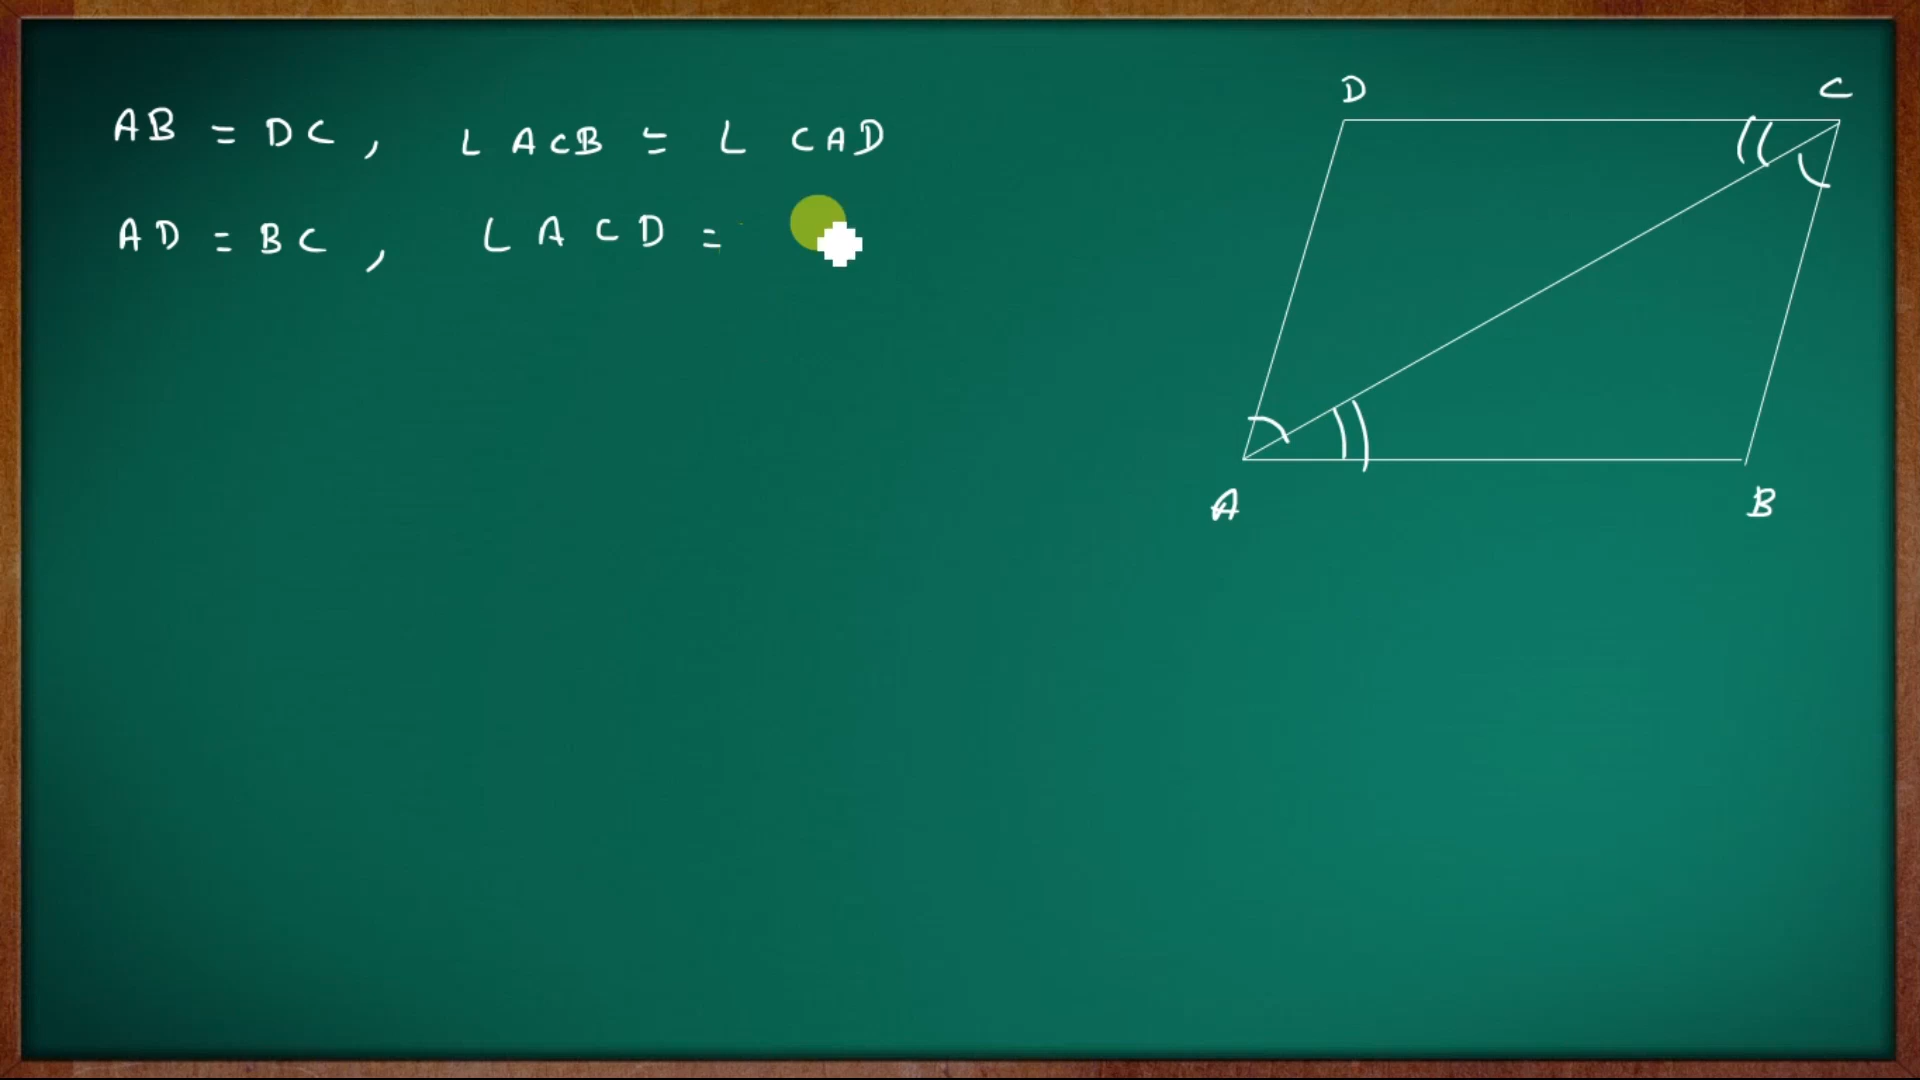 AB = DC, ∠ ACB = ∠ CAD
AD = BC, ∠ ACD =
D C
A B